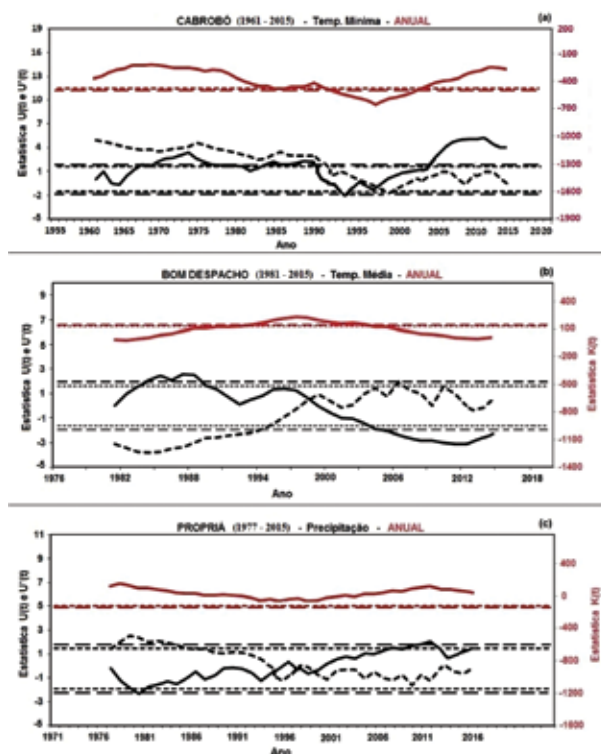 CABROBÓ (1961 - 2015) - Temp. Mínima - ANUAL
(a)
Estatística U(t) e U'(t)
19
16
13
10
7
4
1
-2
-5
200
-100
-400
-700
-1000
-1300
-1600
-1900
1955 1960 1965 1970 1975 1980 1985 1990 1995 2000 2005 2010 2015 2020
Ano
BOM DESPACHO (1981 - 2015) - Temp. Média - ANUAL
(b)
Estatística U(t) e U'(t)
9
7
5
3
1
-1
-3
-5
400
100
-200
-500
-800
-1100
-1400
Estatística K(t)
1976 1982 1988 1994 2000 2006 2012 2018
Ano
PROPRIÁ (1977 - 2015) - Precipitação - ANUAL
(c)
Estatística U(t) e U'(t)
11
9
7
5
3
1
-1
-3
-5
400
0
-400
-800
-1200
-1600
Estatística K(t)
1971 1976 1981 1986 1991 1996 2001 2006 2011 2016
Ano